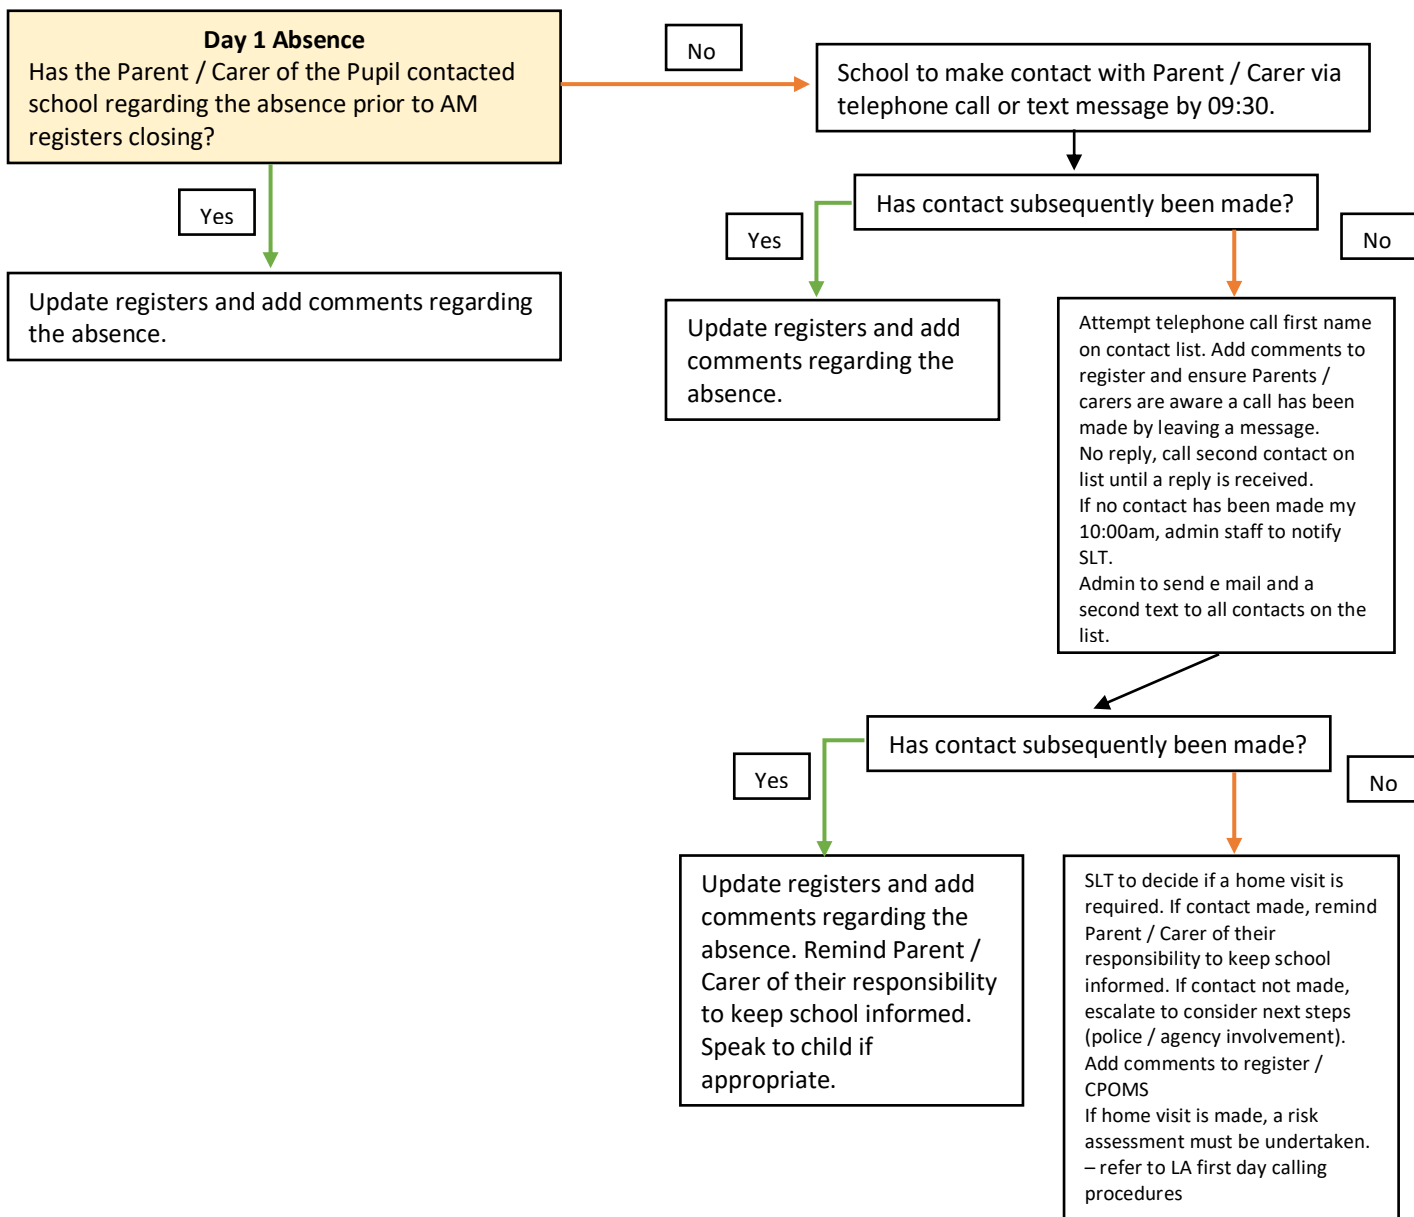 Day 1 Absence
Has the Parent / Carer of the Pupil contacted
school regarding the absence prior to AM
registers closing?
No
School to make contact with Parent / Carer via
telephone call or text message by 09:30.
Yes
Update registers and add comments regarding
the absence.
Has contact subsequently been made?
Yes
No
Update registers and add
comments regarding the
absence.
Attempt telephone call first name
on contact list. Add comments to
register and ensure Parents /
carers are aware a call has been
made by leaving a message.
No reply, call second contact on
list until a reply is received.
If no contact has been made my
10:00am, admin staff to notify
SLT.
Admin to send e mail and a
second text to all contacts on the
list.
Has contact subsequently been made?
Yes
No
Update registers and add
comments regarding the
absence. Remind Parent /
Carer of their responsibility
to keep school informed.
Speak to child if
appropriate.
SLT to decide if a home visit is
required. If contact made, remind
Parent / Carer of their
responsibility to keep school
informed. If contact not made,
escalate to consider next steps
(police / agency involvement).
Add comments to register /
CPOMS
If home visit is made, a risk
assessment must be undertaken.
– refer to LA first day calling
procedures